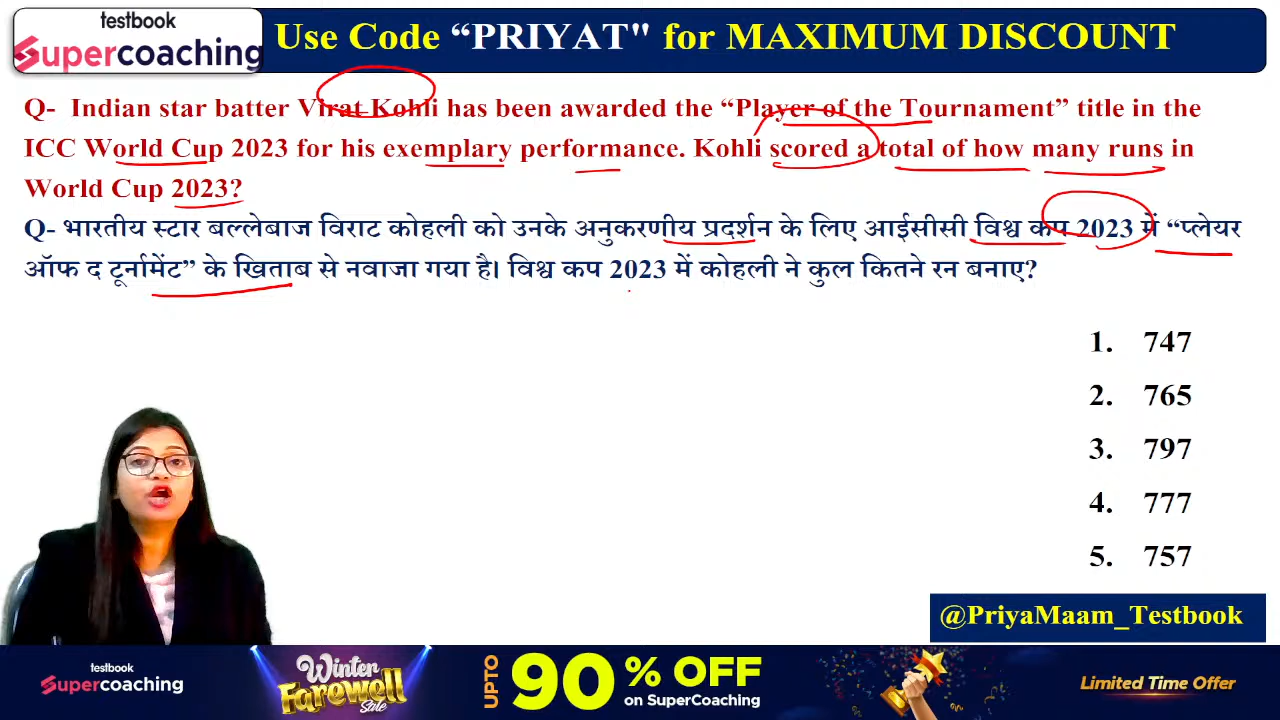 testbook
Supercoaching
Use Code “PRIYAT" for MAXIMUM DISCOUNT
Q- Indian star batter Virat Kohli has been awarded the “Player of the Tournament” title in the
ICC World Cup 2023 for his exemplary performance. Kohli scored a total of how many runs in
World Cup 2023?
Q- भारतीय स्टार बल्लेबाज विराट कोहली को उनके अनुकरणीय प्रदर्शन के लिए आईसीसी विश्व कप 2023 में “प्लेयर
ऑफ द टूर्नामेंट” के खिताब से नवाजा गया है। विश्व कप 2023 में कोहली ने कुल कितने रन बनाए?
1. 747
2. 765
3. 797
4. 777
5. 757
@PriyaMaam_Testbook
testbook
Supercoaching
Winter
Farewell
Sale
UPTO
90% OFF
on SuperCoaching
Limited Time Offer